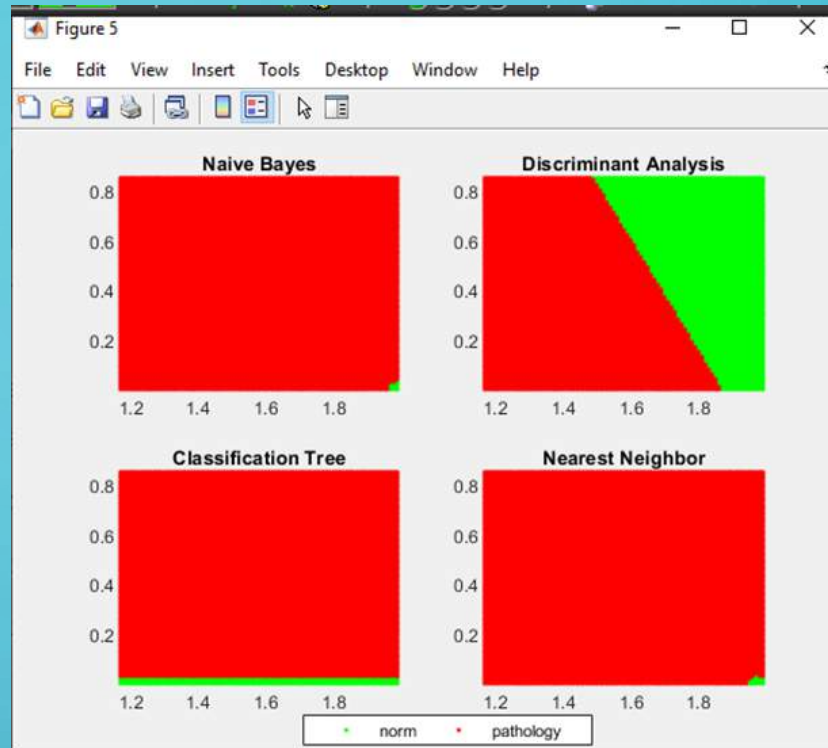 Figure 5
File Edit View Insert Tools Desktop Window Help
Naive Bayes
0.8
0.6
0.4
0.2
1.2 1.4 1.6 1.8
Discriminant Analysis
0.8
0.6
0.4
0.2
1.2 1.4 1.6 1.8
Classification Tree
0.8
0.6
0.4
0.2
1.2 1.4 1.6 1.8
Nearest Neighbor
0.8
0.6
0.4
0.2
1.2 1.4 1.6 1.8
norm pathology